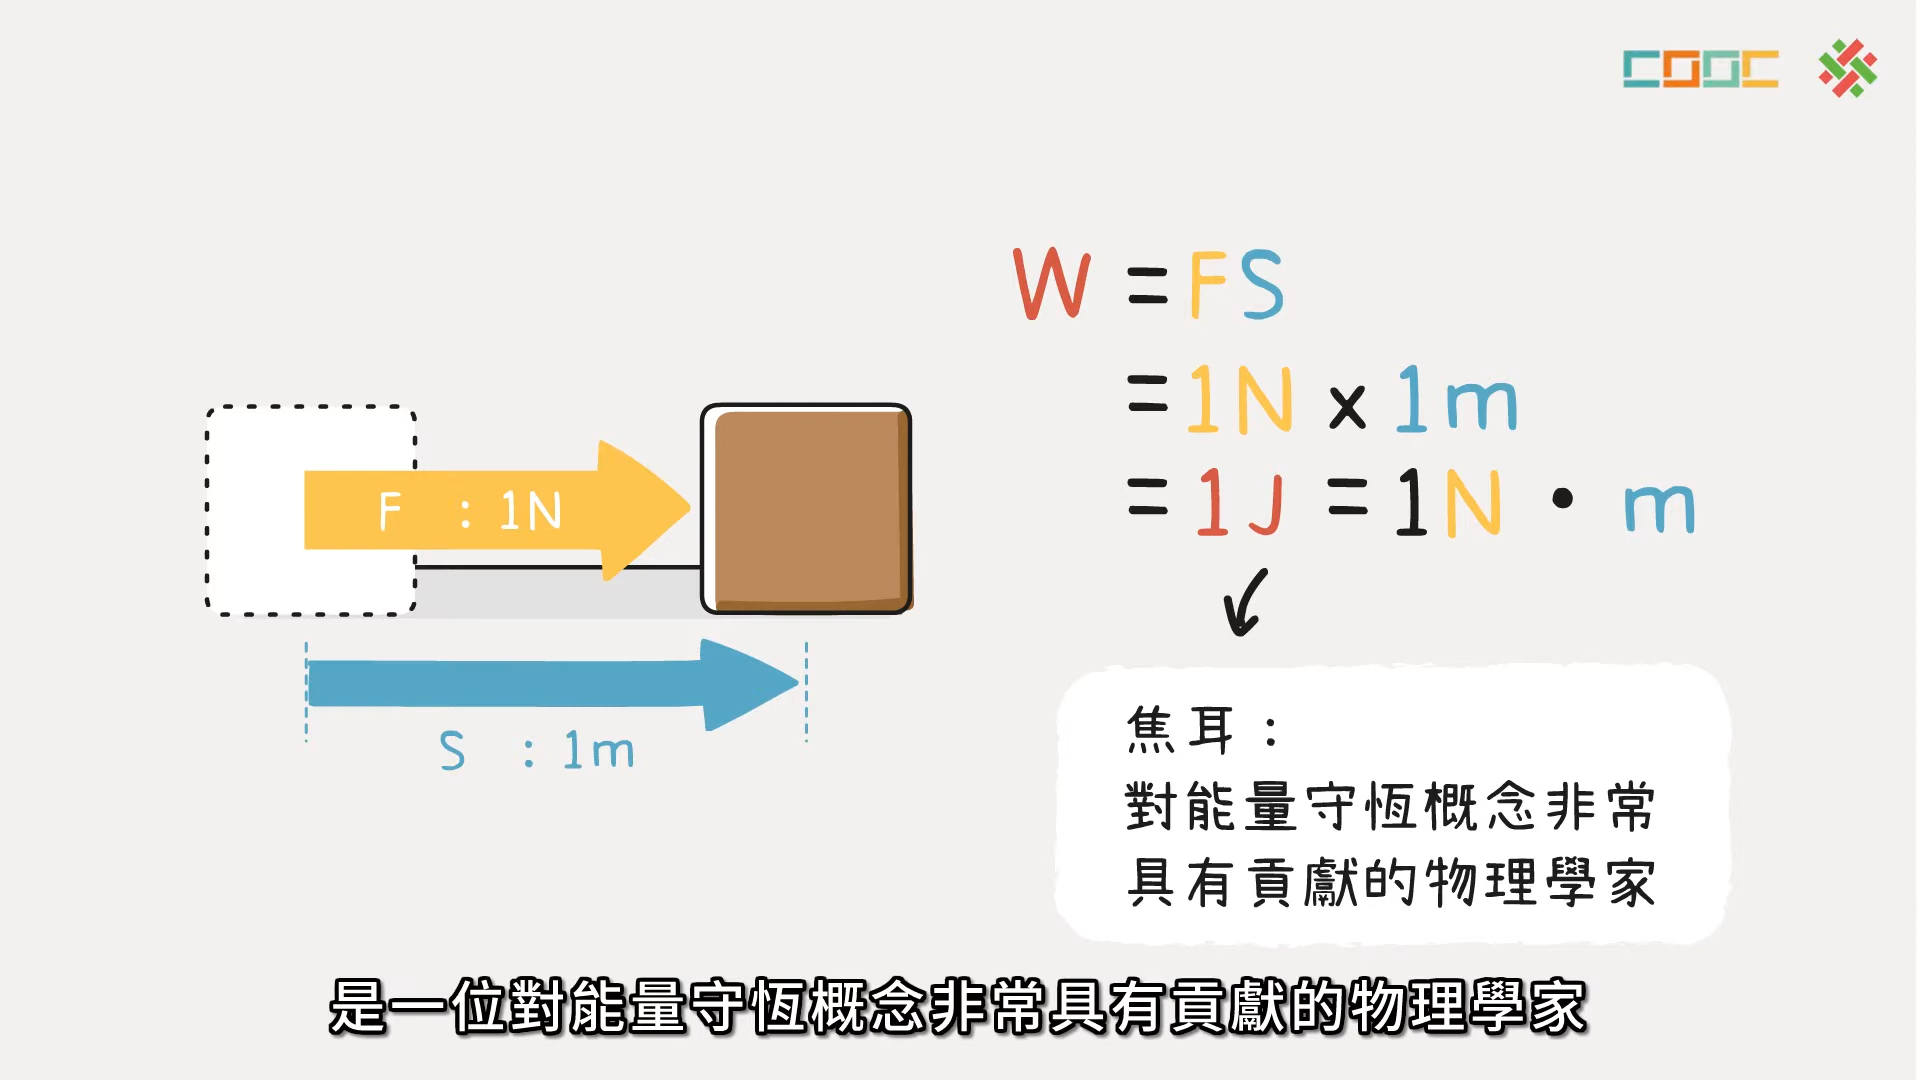 COOC
W = FS
= 1N x 1m
= 1J = 1N · m
F : 1N
S : 1m
焦耳：
對能量守恆概念非常
具有貢獻的物理學家
是一位對能量守恆概念非常具有貢獻的物理學家